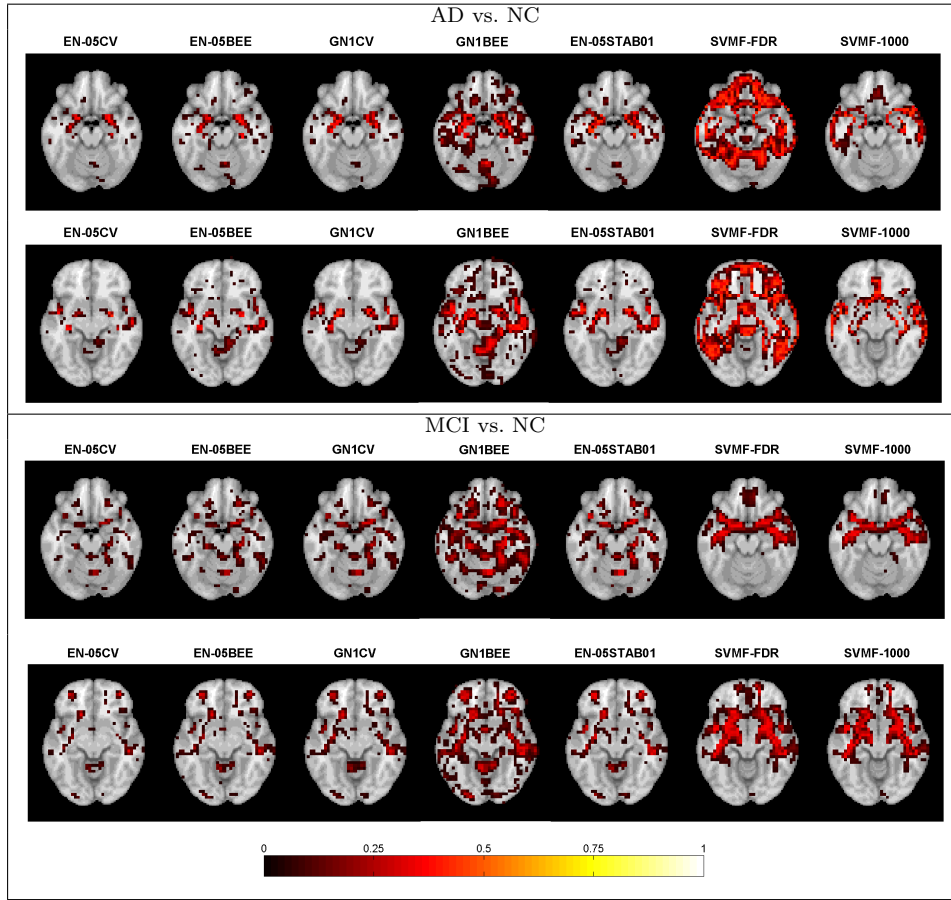 AD vs. NC
EN-05CV EN-05BEE GN1CV GN1BEE EN-05STAB01 SVMF-FDR SVMF-1000
EN-05CV EN-05BEE GN1CV GN1BEE EN-05STAB01 SVMF-FDR SVMF-1000
MCI vs. NC
EN-05CV EN-05BEE GN1CV GN1BEE EN-05STAB01 SVMF-FDR SVMF-1000
EN-05CV EN-05BEE GN1CV GN1BEE EN-05STAB01 SVMF-FDR SVMF-1000
0 0.25 0.5 0.75 1